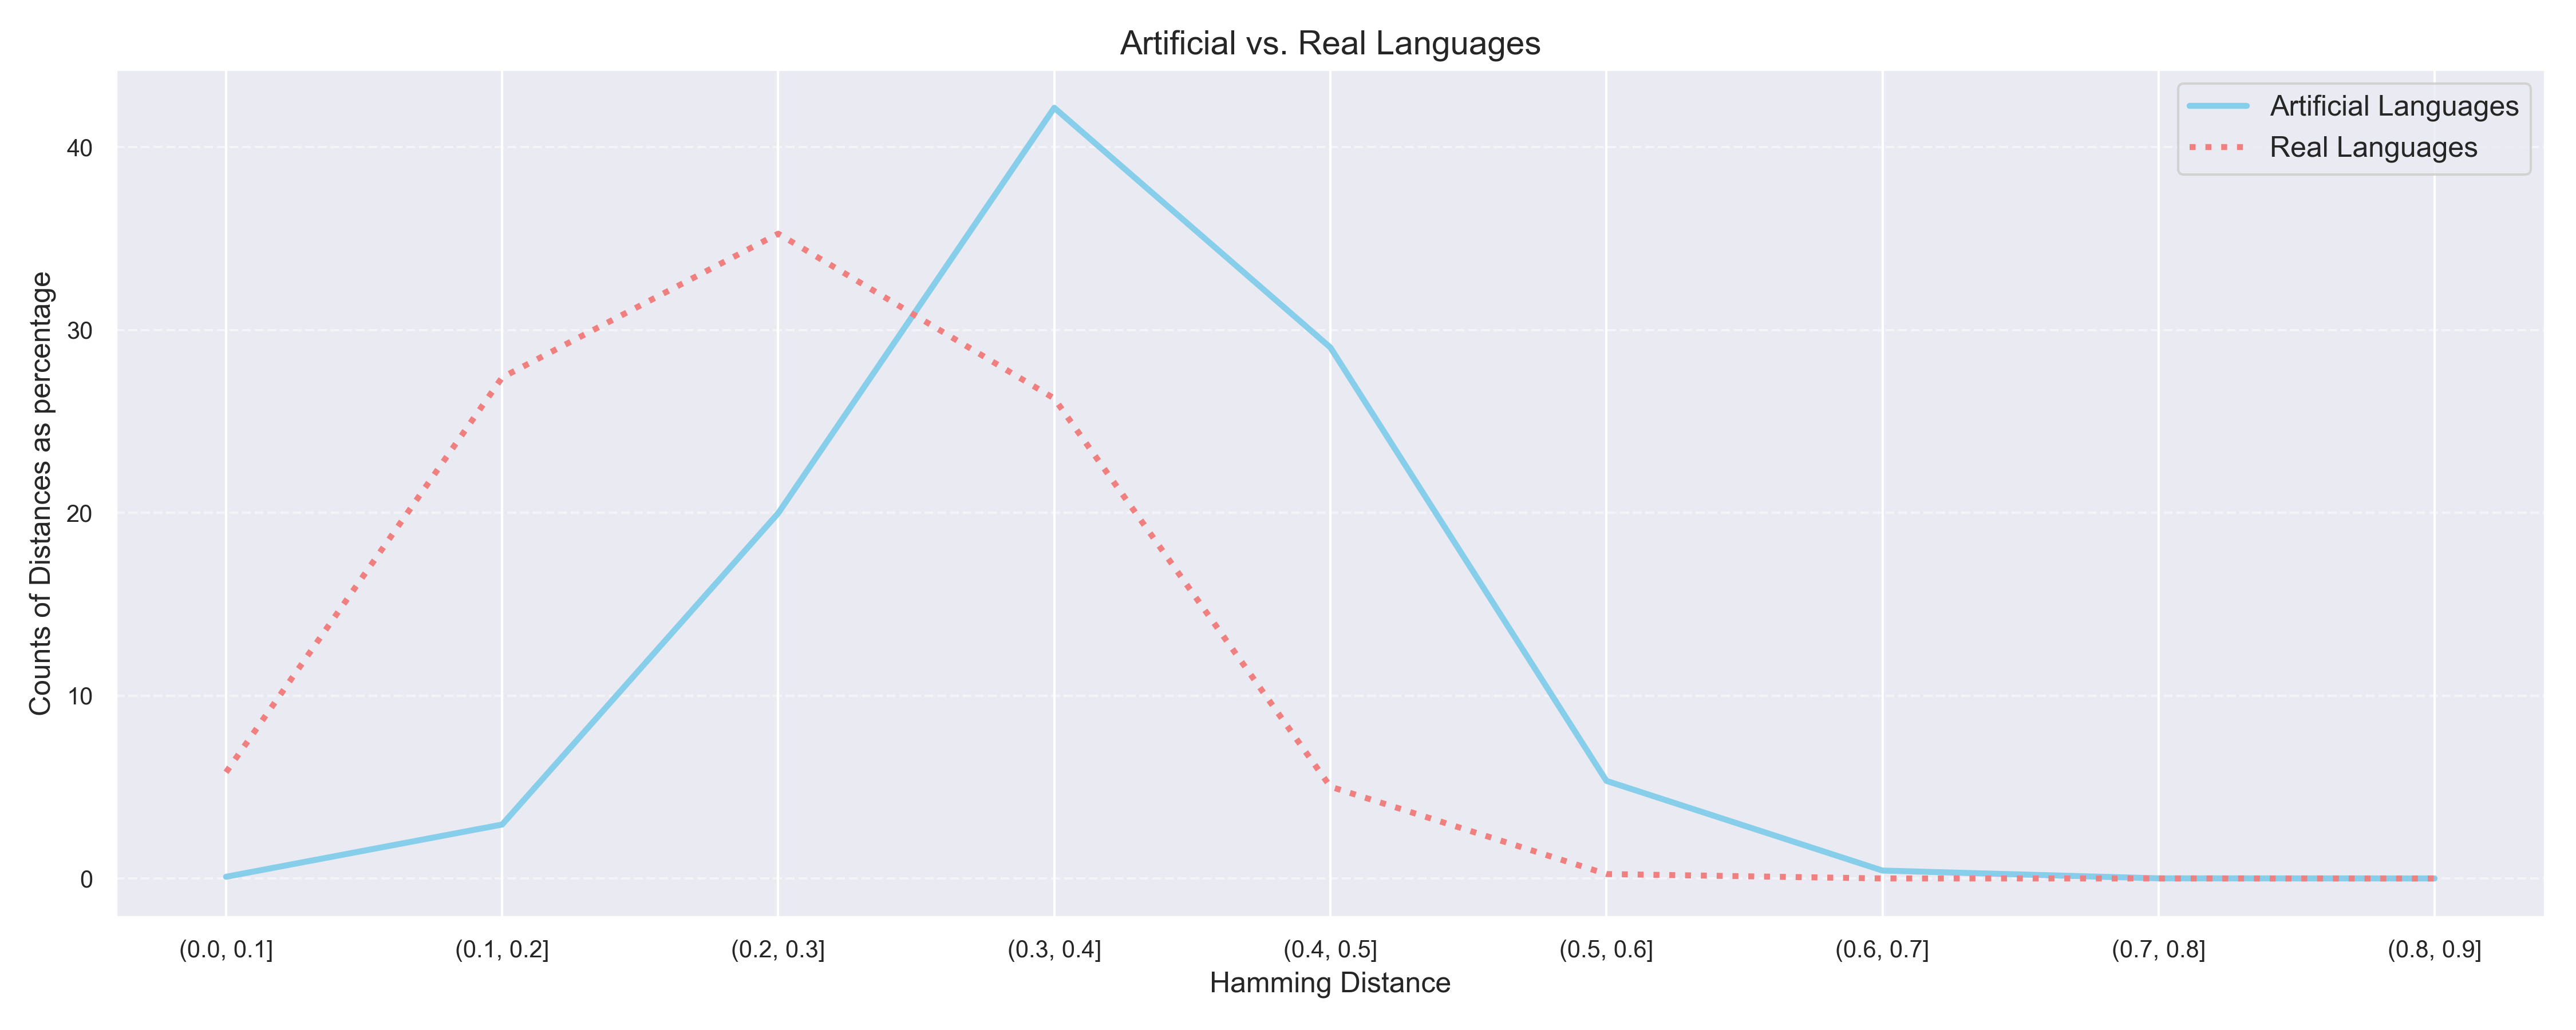 Artificial vs. Real Languages
Artificial Languages
Real Languages
Counts of Distances as percentage
40
30
20
10
0
(0.0, 0.1] (0.1, 0.2] (0.2, 0.3] (0.3, 0.4] (0.4, 0.5] (0.5, 0.6] (0.6, 0.7] (0.7, 0.8] (0.8, 0.9]
Hamming Distance